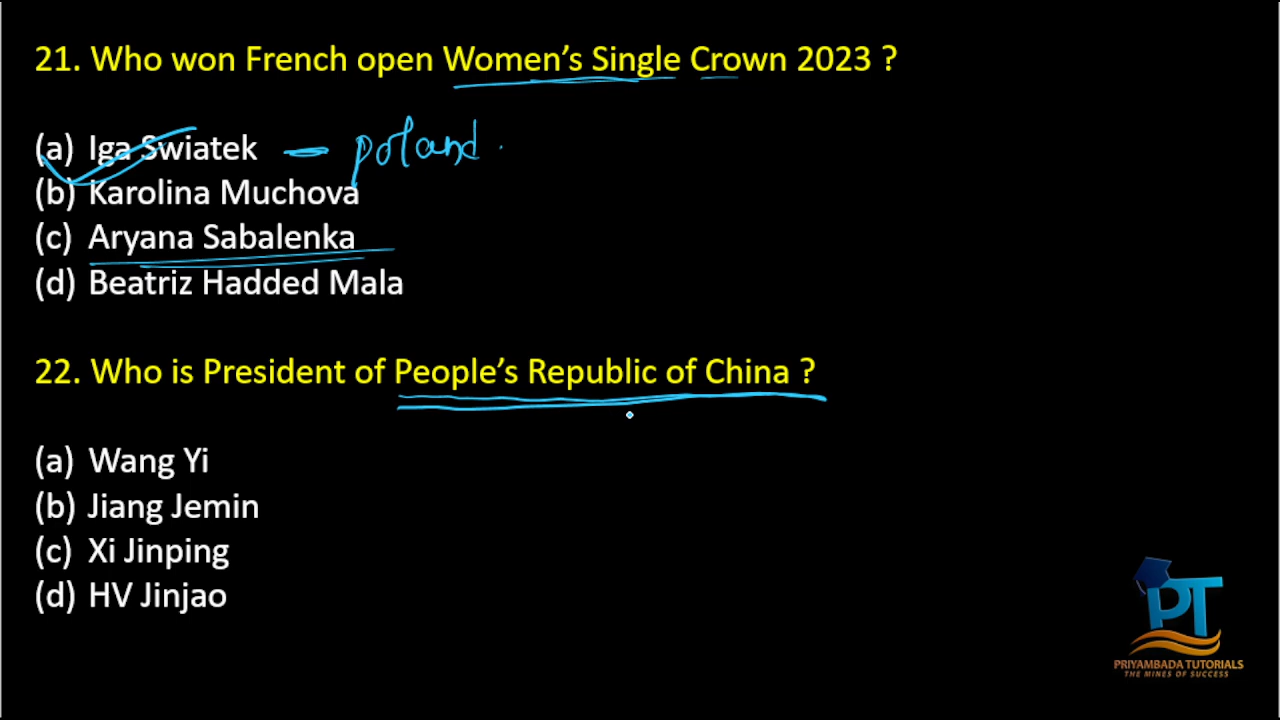 21. Who won French open Women's Single Crown 2023 ?
(a) Iga Swiatek - poland.
(b) Karolina Muchova
(c) Aryana Sabalenka
(d) Beatriz Hadded Mala
22. Who is President of People's Republic of China ?
(a) Wang Yi
(b) Jiang Jemin
(c) Xi Jinping
(d) HV Jinjao
PT
PRIYAMBADA TUTORIALS
THE MINES OF SUCCESS